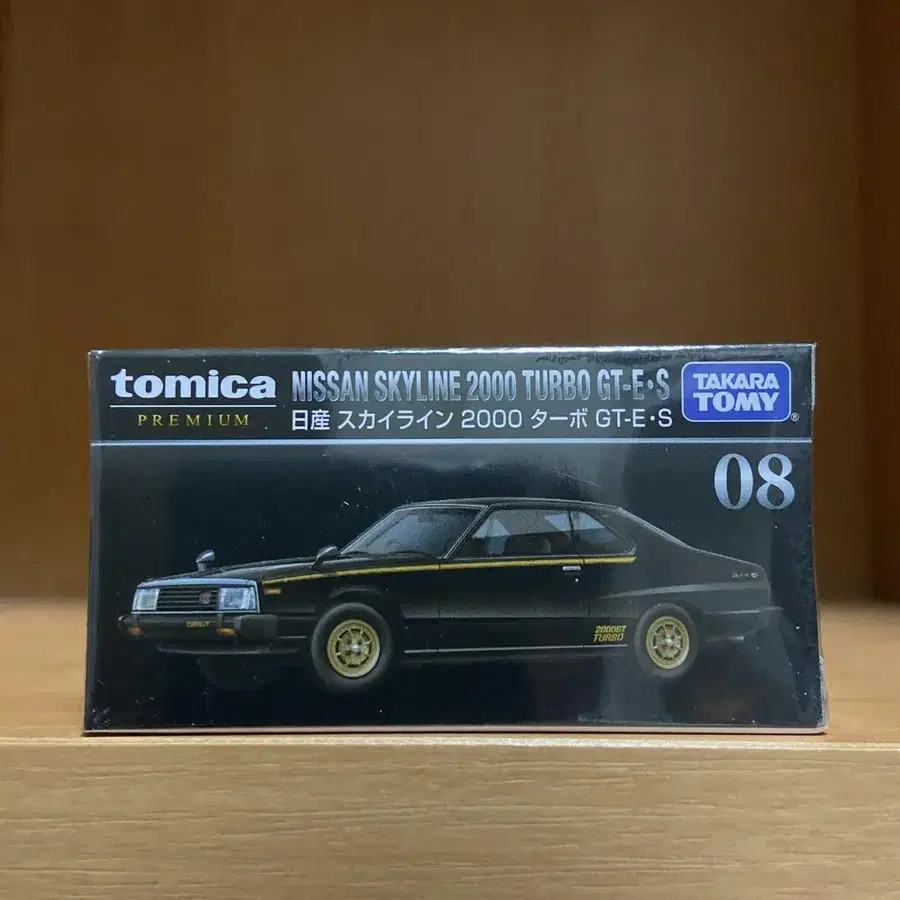 tomica
PREMIUM
NISSAN SKYLINE 2000 TURBO GT-E・S
日産 スカイライン 2000 ターボ GT-E・S
TAKARA TOMY ®
08
2000GT
TURBO